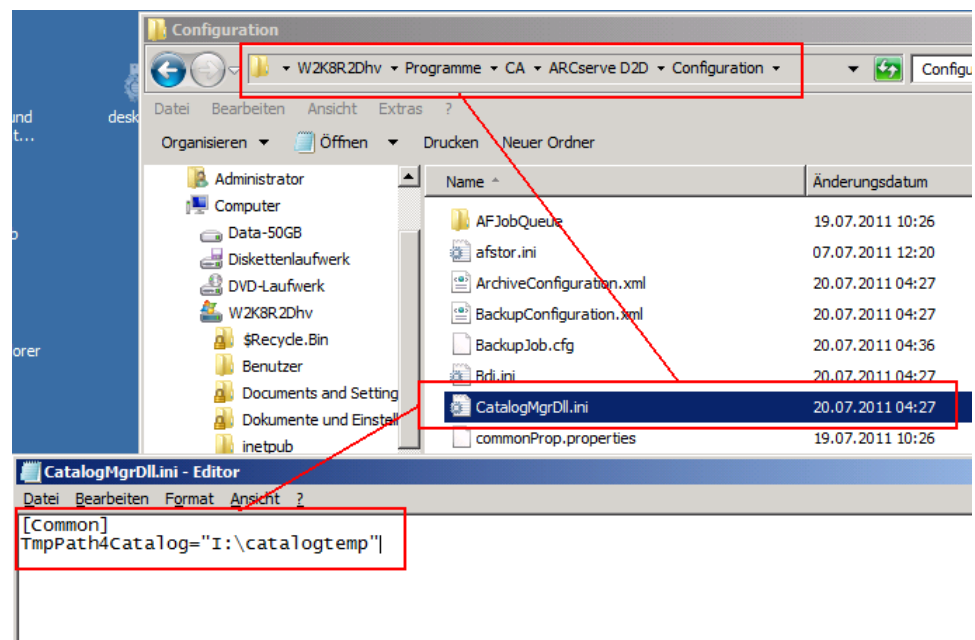 Configuration
W2K8R2Dhv Programme CA ARCserve D2D Configuration
Datei Bearbeiten Ansicht Extras ?
Organisieren Öffnen Drucken Neuer Ordner
desk
t...
orer
Administrator
Computer
Data-50GB
Diskettenlaufwerk
DVD-Laufwerk
W2K8R2Dhv
$Recycle.Bin
Benutzer
Documents and Setting
Dokumente und Einstell
inetpub
Name Änderungsdatum
AFJobQueue 19.07.2011 10:26
afstor.ini 07.07.2011 12:20
ArchiveConfiguration.xml 20.07.2011 04:27
BackupConfiguration.xml 20.07.2011 04:27
BackupJob.cfg 20.07.2011 04:36
Bdi.ini 20.07.2011 04:27
CatalogMgrDll.ini 20.07.2011 04:27
commonProp.properties 19.07.2011 10:26
CatalogMgrDll.ini - Editor
Datei Bearbeiten Format Ansicht ?
[Common]
TmpPath4Catalog="I:\catalogtemp"